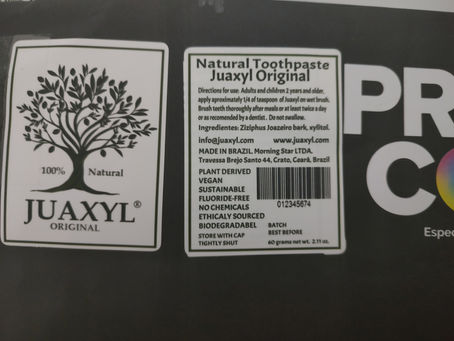 100% Natural
JUAXYL®
ORIGINAL
Natural Toothpaste
Juaxyl Original
Directions for use: Adults and children 2 years and older,
apply aproximately 1/4 of teaspoon of Juaxyl on wet brush.
Brush teeth thoroughly after meals or at least twice a day
or as recomended by a dentist. Do not swallow.
Ingredientes: Ziziphus Joazeiro bark, xylitol.
info@juaxyl.com www.juaxyl.com
MADE IN BRAZIL. Morning Star LTDA.
Travessa Brejo Santo 44, Crato, Ceará, Brazil
PLANT DERIVED
VEGAN
SUSTAINABLE
FLUORIDE-FREE
NO CHEMICALS
ETHICALLY SOURCED
BIODEGRADABEL
STORE WITH CAP
TIGHTLY SHUT
012345674
BATCH
BEST BEFORE
60 grams net wt. 2.11 oz.
PR
CO
Espec